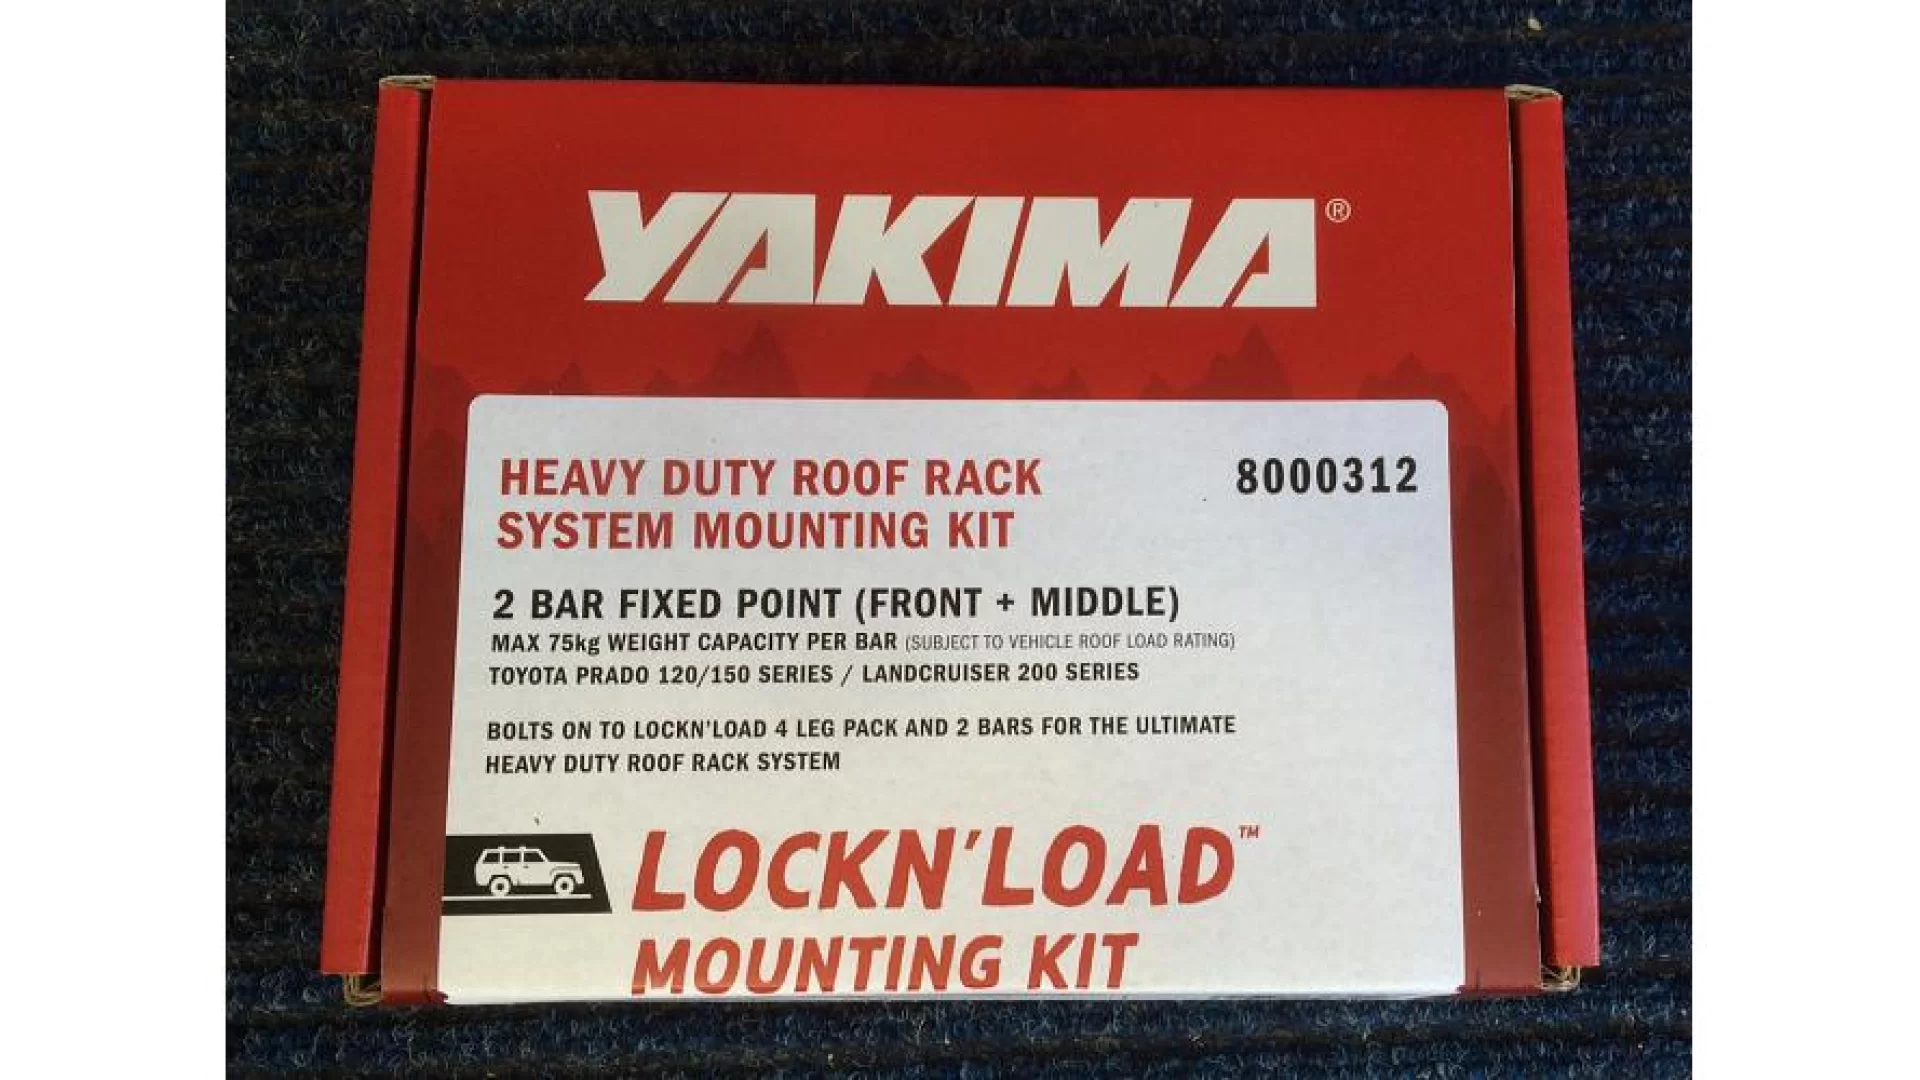 YAKIMA®
HEAVY DUTY ROOF RACK 8000312
SYSTEM MOUNTING KIT
2 BAR FIXED POINT (FRONT + MIDDLE)
MAX 75kg WEIGHT CAPACITY PER BAR (SUBJECT TO VEHICLE ROOF LOAD RATING)
TOYOTA PRADO 120/150 SERIES / LANDCRUISER 200 SERIES
BOLTS ON TO LOCKN'LOAD 4 LEG PACK AND 2 BARS FOR THE ULTIMATE
HEAVY DUTY ROOF RACK SYSTEM
LOCKN'LOAD™
MOUNTING KIT